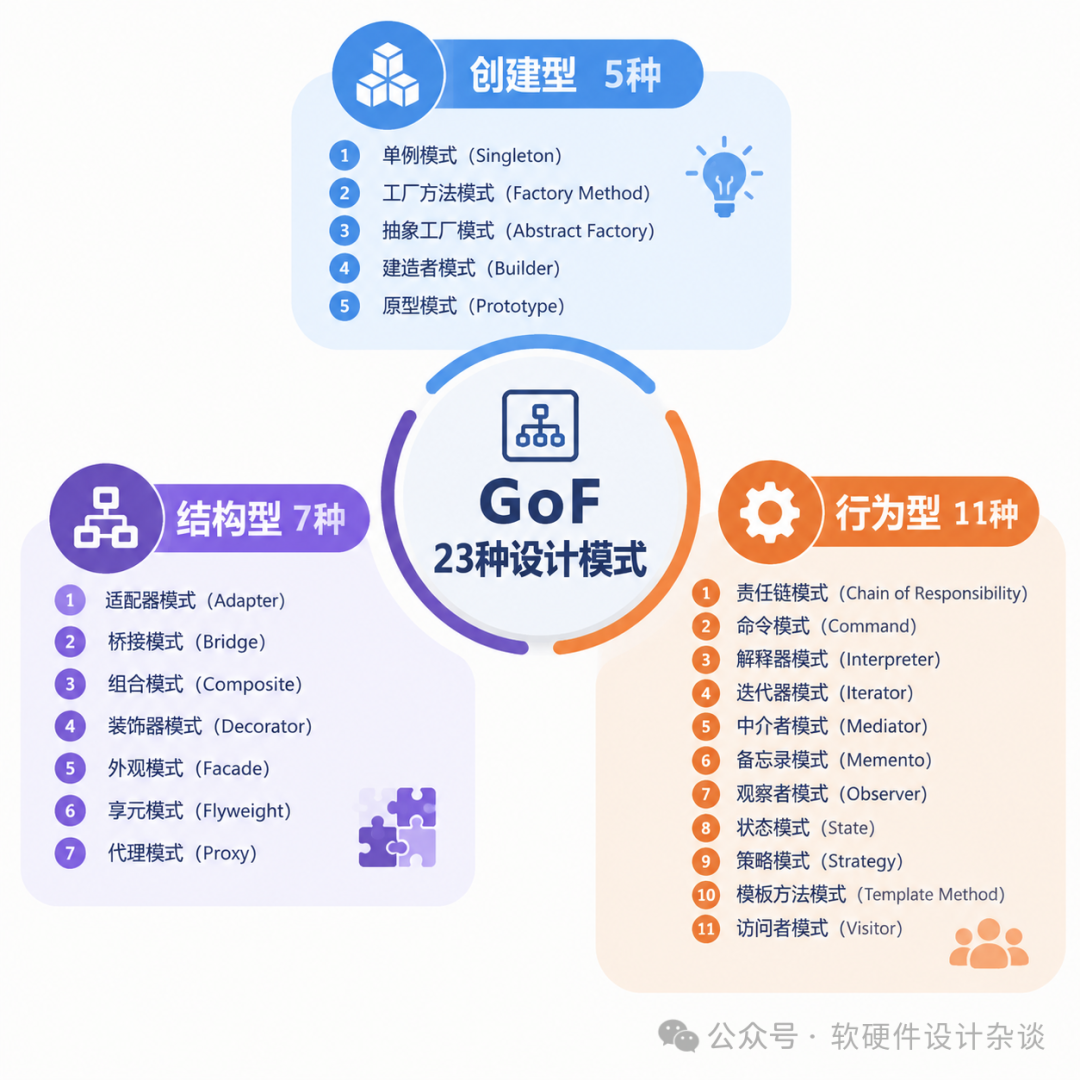 创建型 5种
1 单例模式（Singleton）
2 工厂方法模式（Factory Method）
3 抽象工厂模式（Abstract Factory）
4 建造者模式（Builder）
5 原型模式（Prototype）
GoF
23种设计模式
结构型 7种
1 适配器模式（Adapter）
2 桥接模式（Bridge）
3 组合模式（Composite）
4 装饰器模式（Decorator）
5 外观模式（Facade）
6 享元模式（Flyweight）
7 代理模式（Proxy）
行为型 11种
1 责任链模式（Chain of Responsibility）
2 命令模式（Command）
3 解释器模式（Interpreter）
4 迭代器模式（Iterator）
5 中介者模式（Mediator）
6 备忘录模式（Memento）
7 观察者模式（Observer）
8 状态模式（State）
9 策略模式（Strategy）
10 模板方法模式（Template Method）
11 访问者模式（Visitor）
公众号 · 软硬件设计杂谈